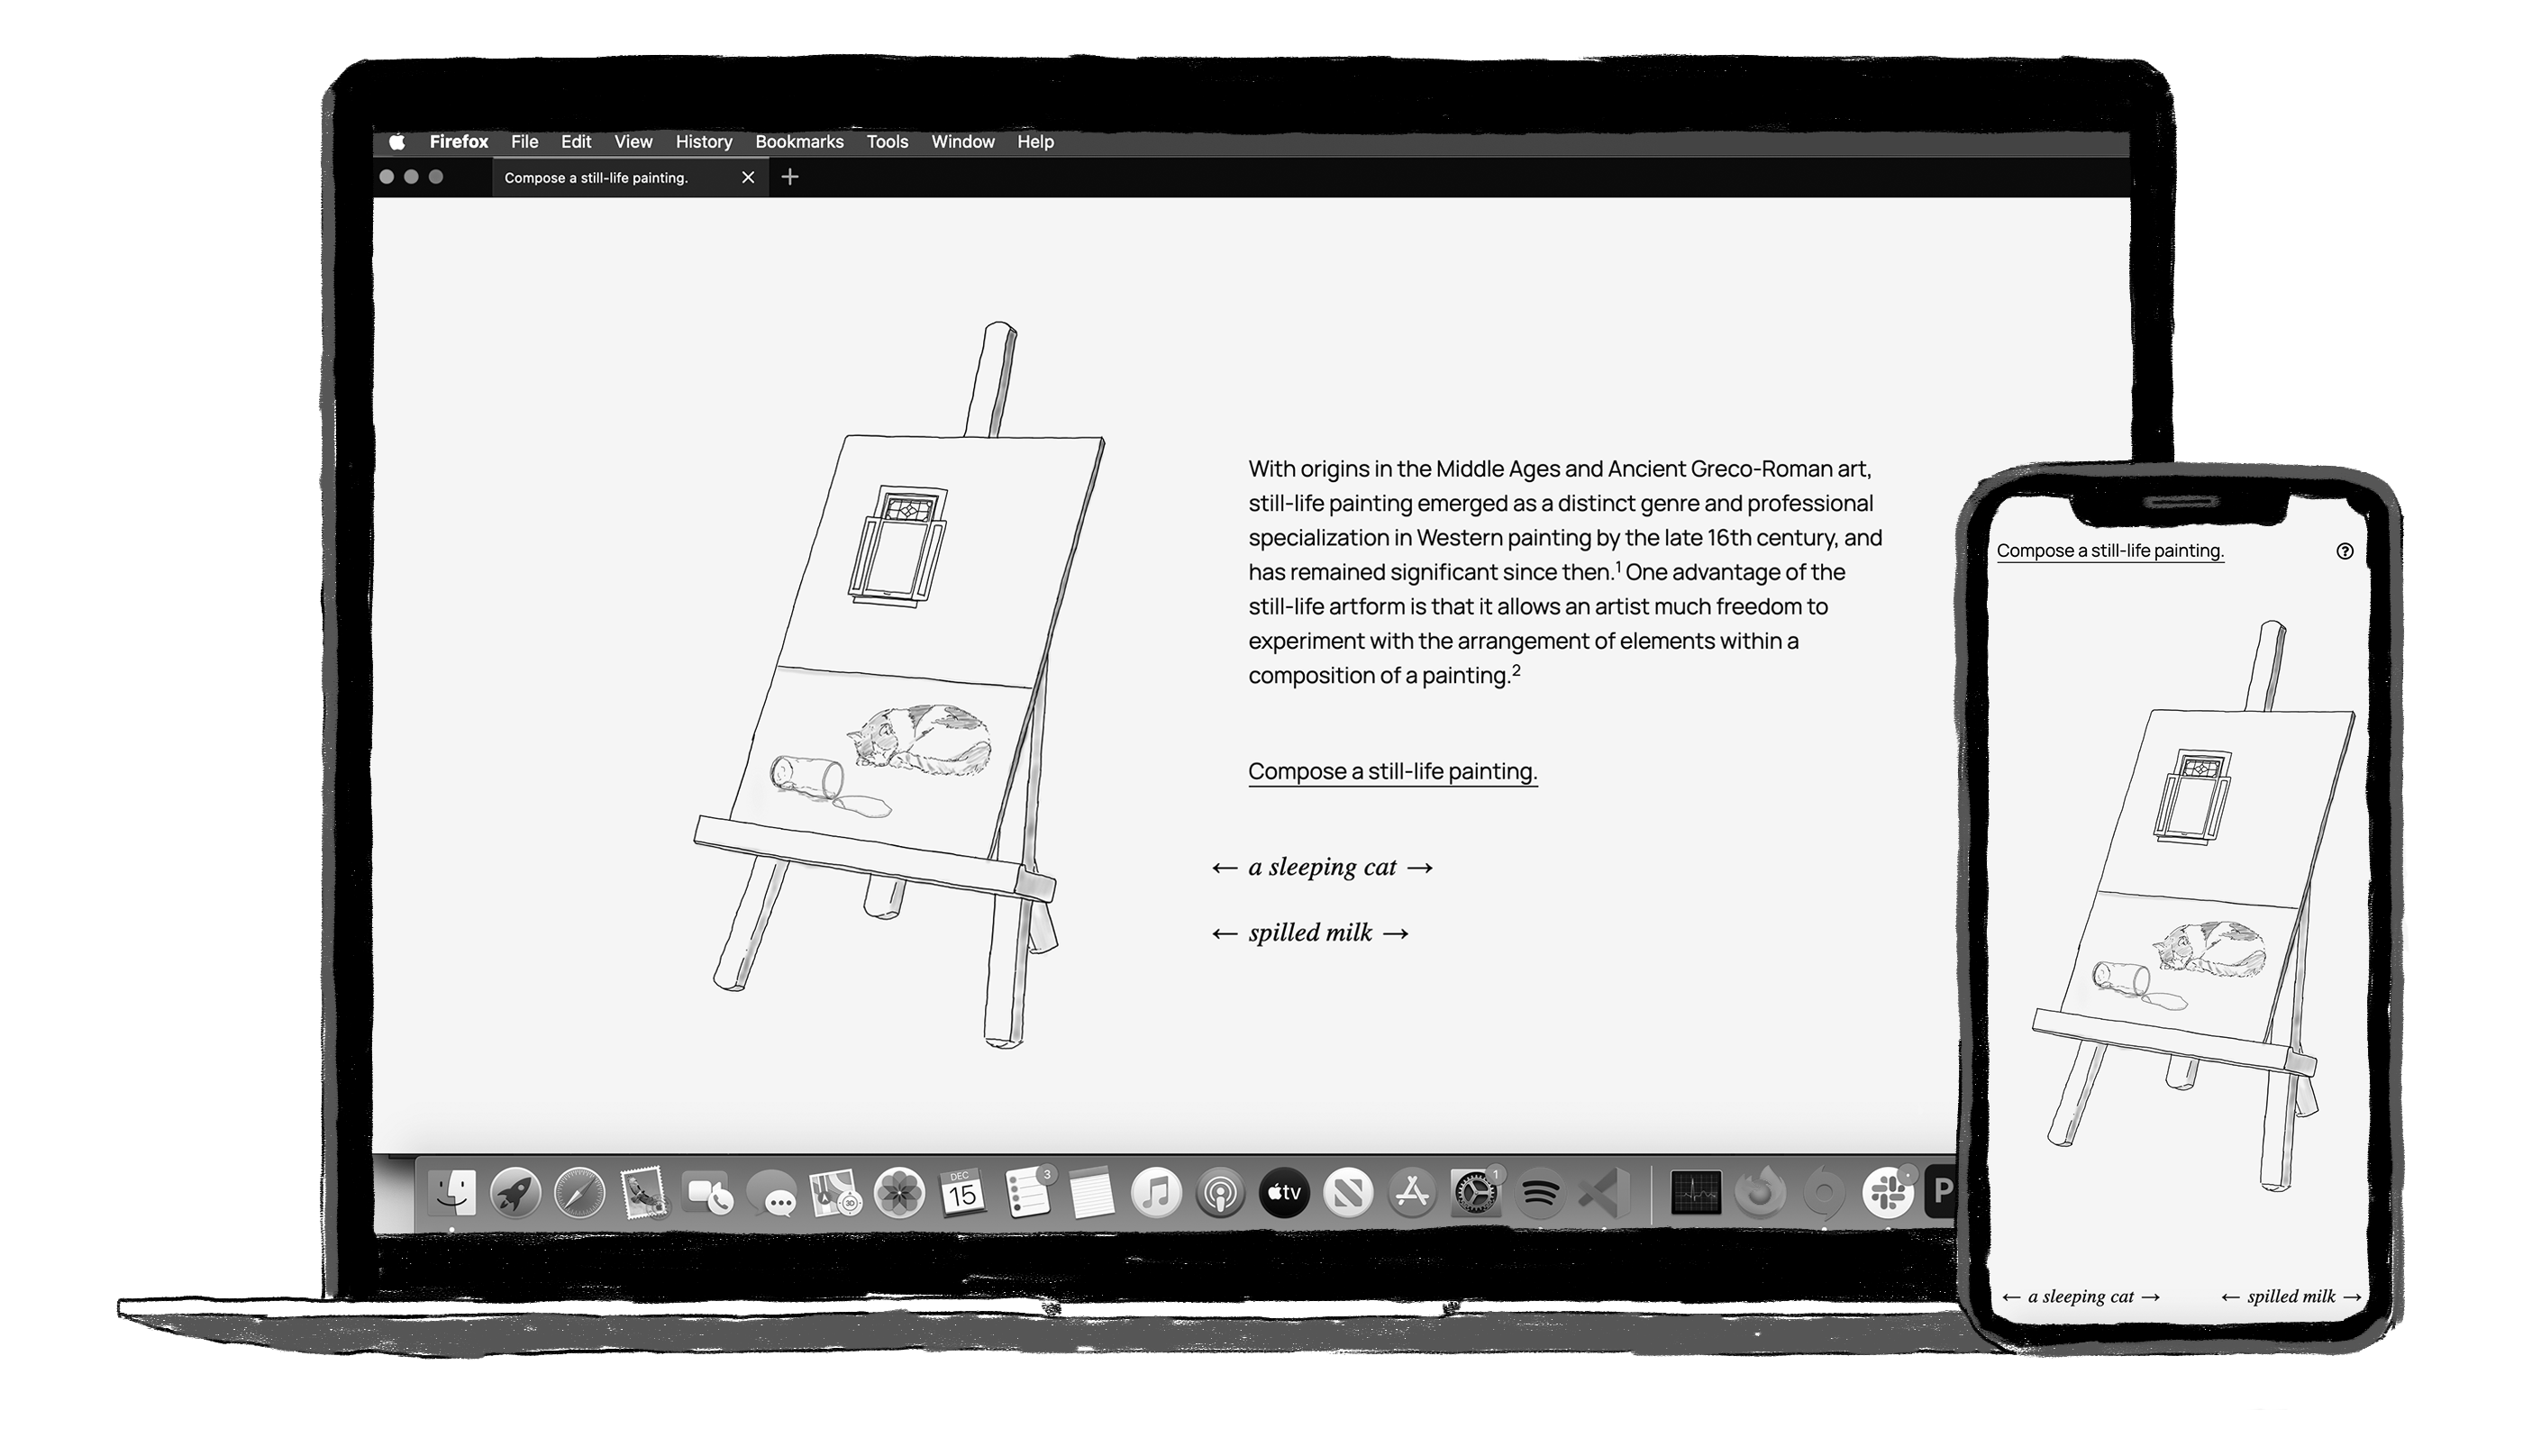 Firefox File Edit View History Bookmarks Tools Window Help
Compose a still-life painting.
With origins in the Middle Ages and Ancient Greco-Roman art,
still-life painting emerged as a distinct genre and professional
specialization in Western painting by the late 16th century, and
has remained significant since then.¹ One advantage of the
still-life artform is that it allows an artist much freedom to
experiment with the arrangement of elements within a
composition of a painting.²
Compose a still-life painting.
← a sleeping cat →
← spilled milk →
DEC
15
3
tv
1
P
Compose a still-life painting. ?
← a sleeping cat → ← spilled milk →